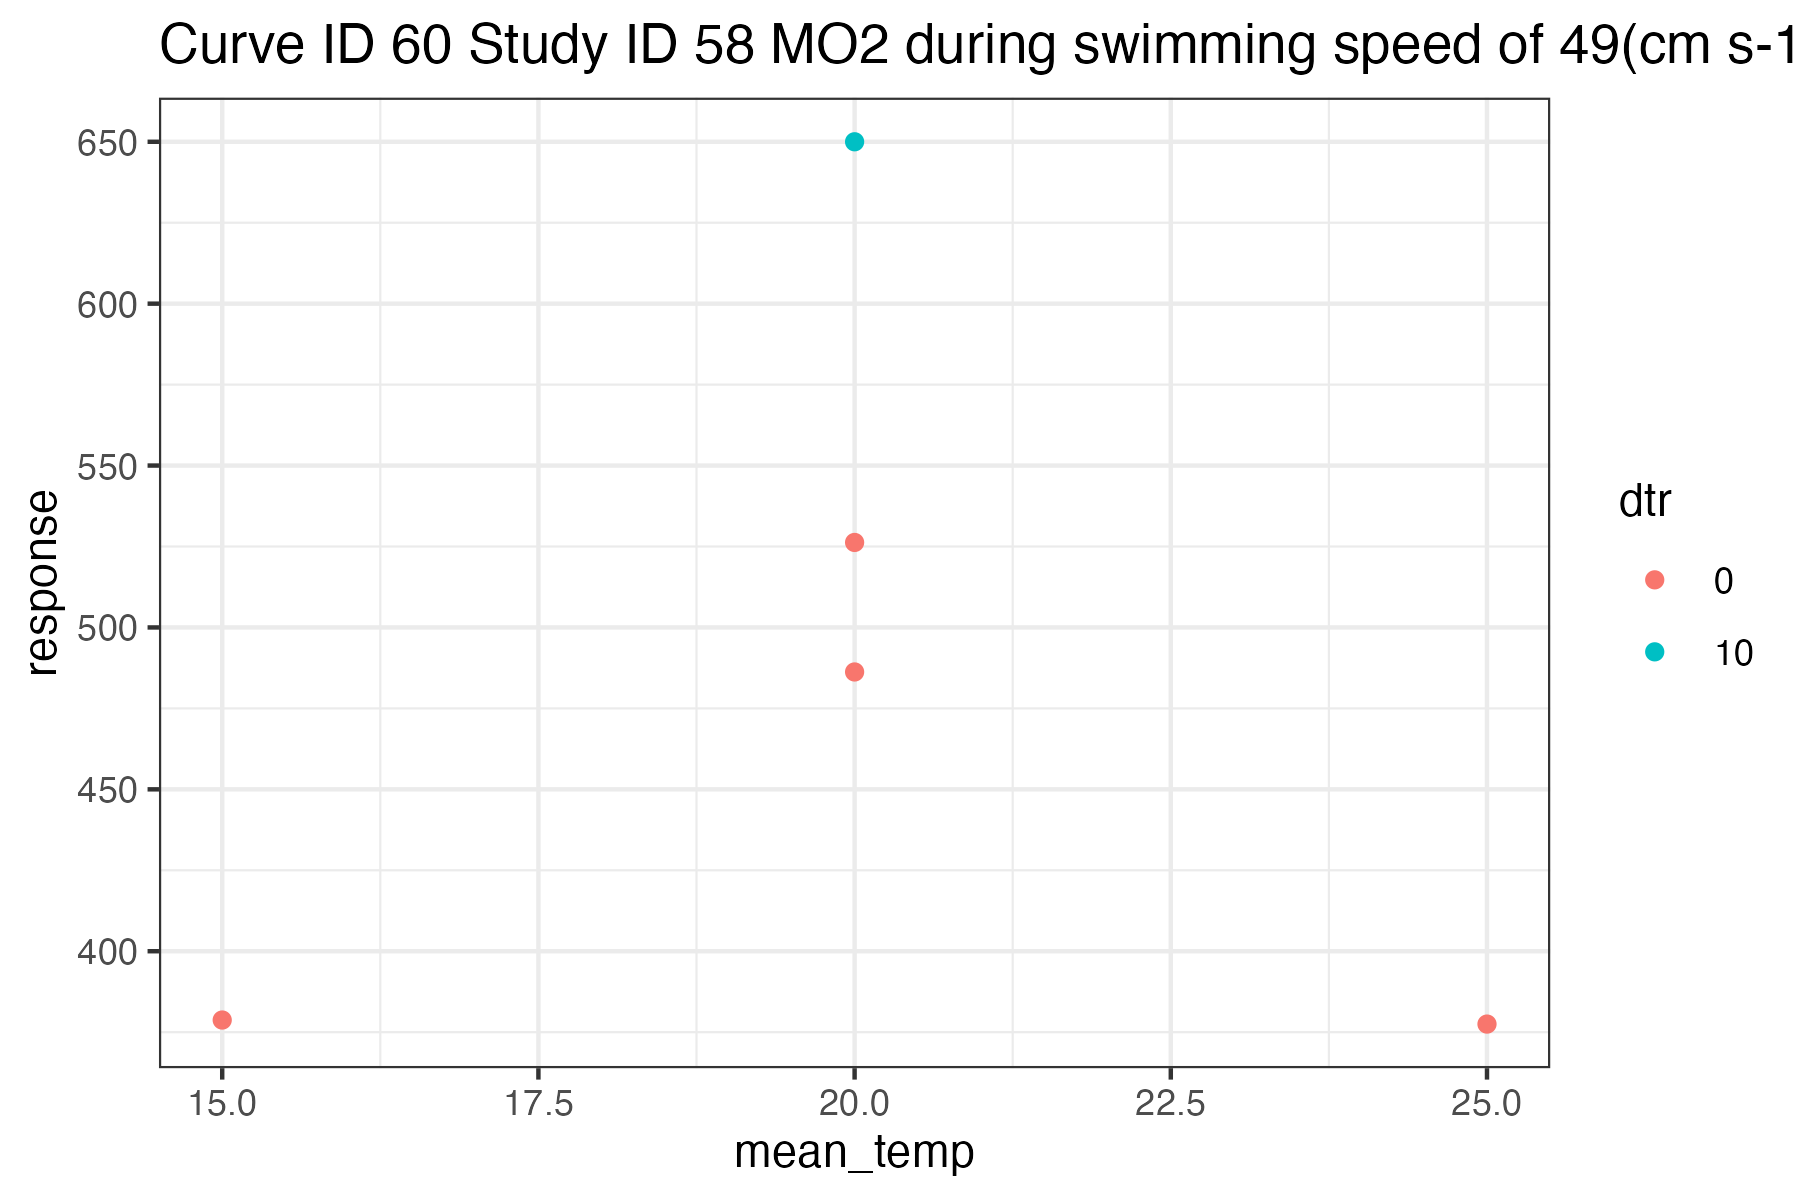 Curve ID 60 Study ID 58 MO2 during swimming speed of 49(cm s-1
650
600
550
500
450
400
response
15.0 17.5 20.0 22.5 25.0
mean_temp
dtr
0
10